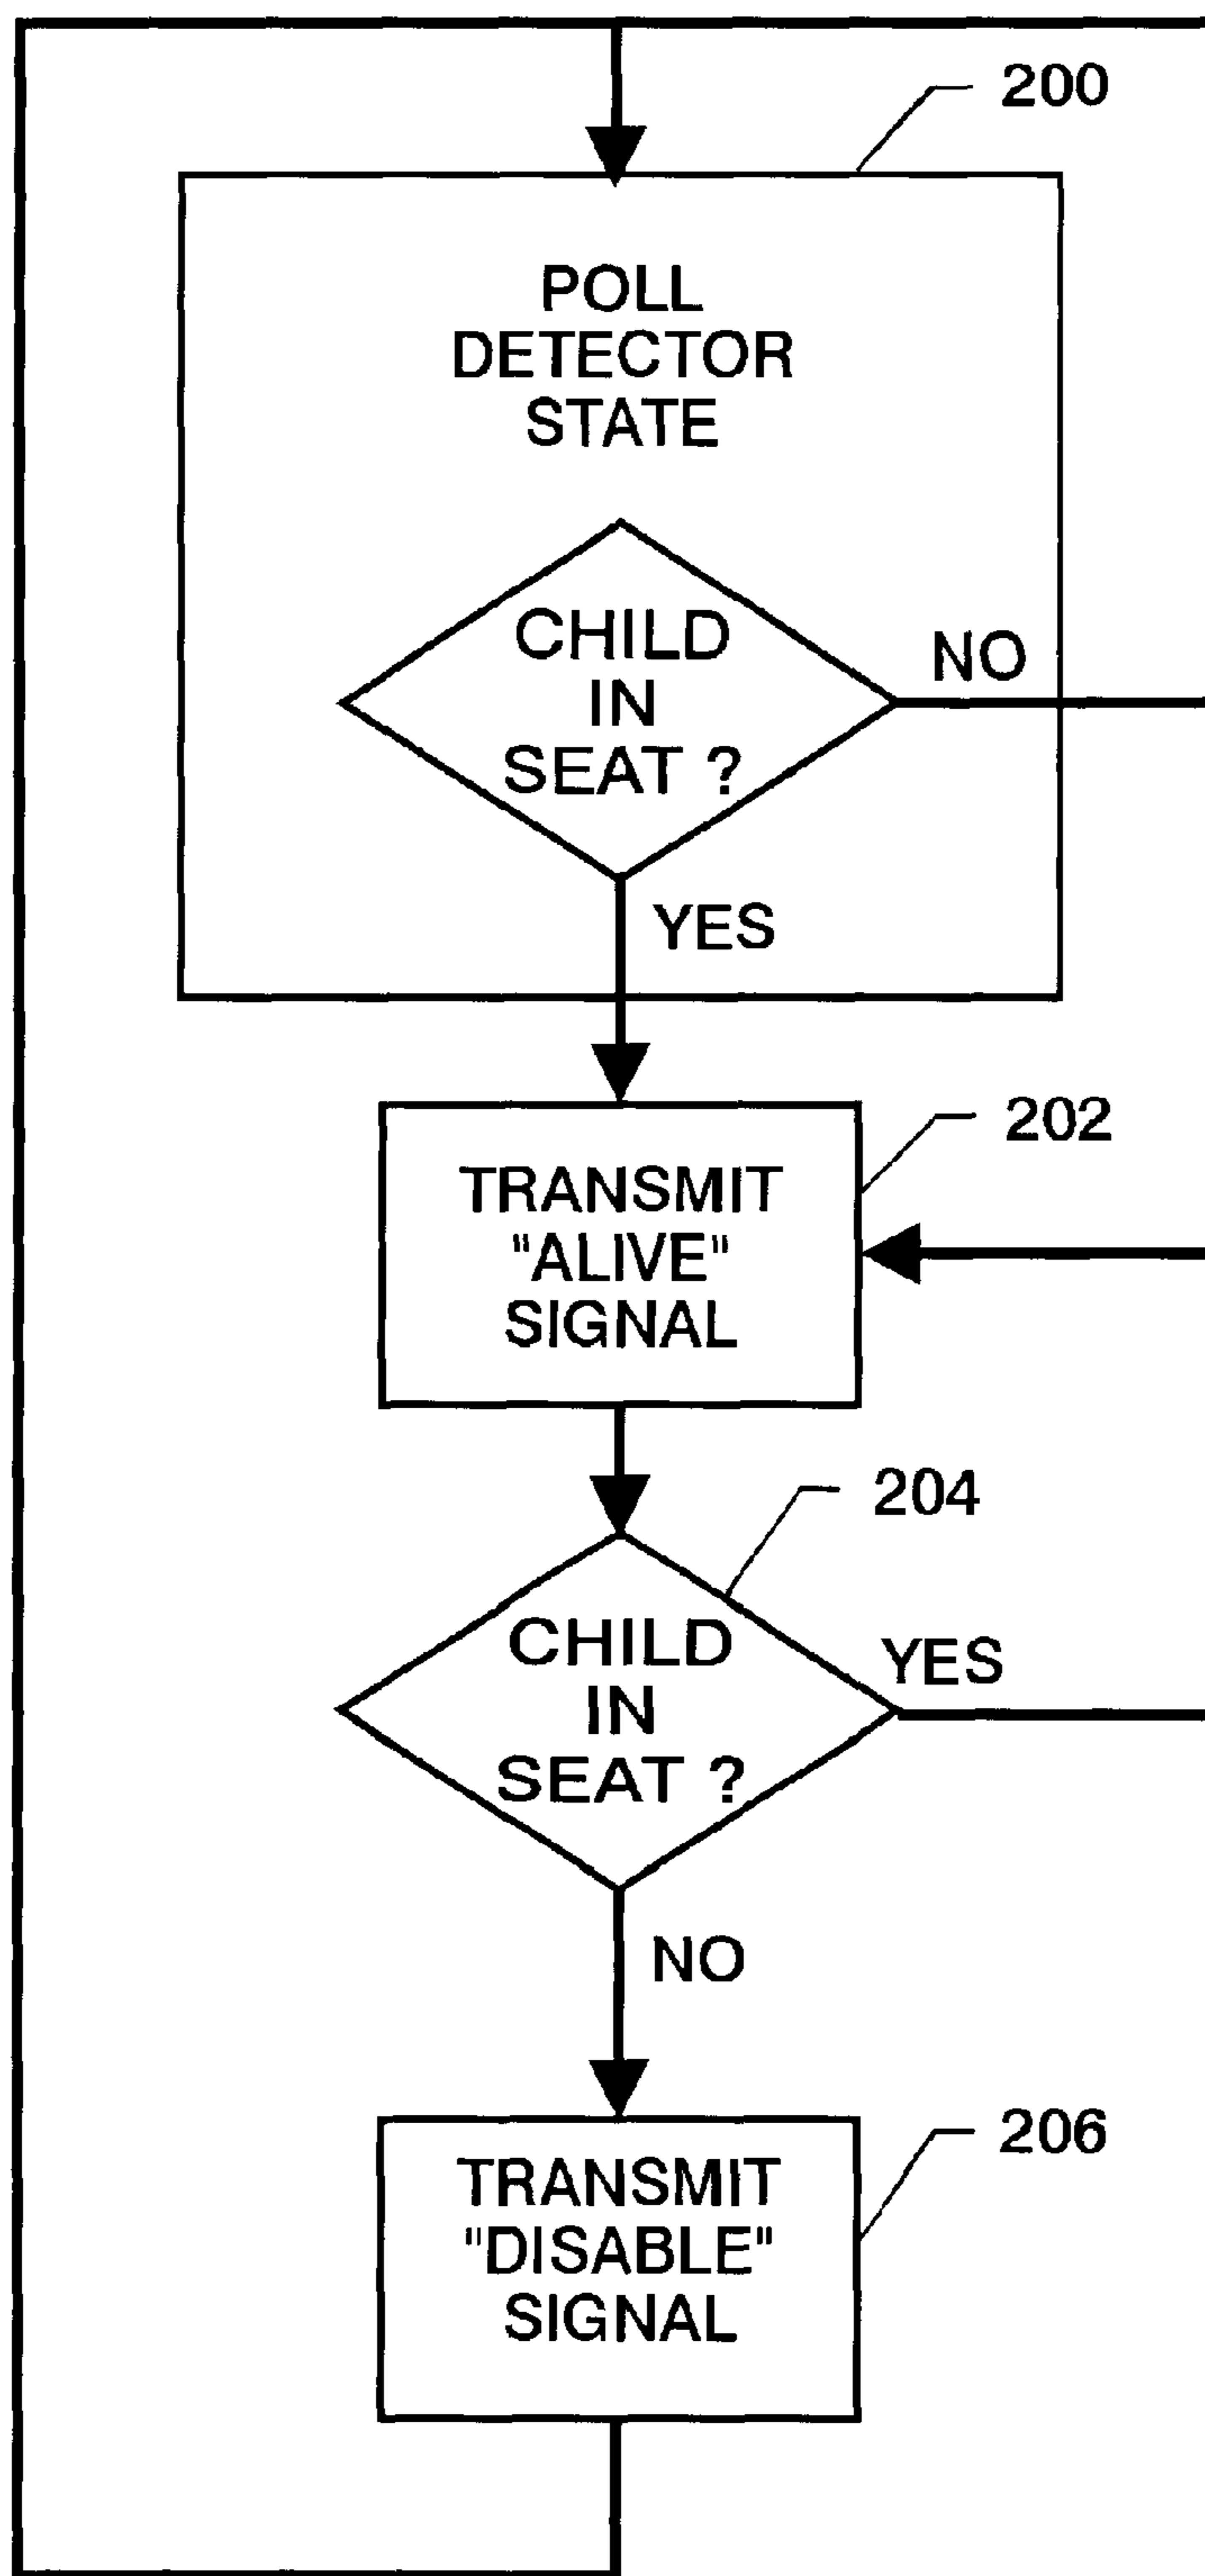 200
POLL
DETECTOR
STATE
CHILD
IN
SEAT ?
NO
YES
202
TRANSMIT
"ALIVE"
SIGNAL
204
CHILD
IN
SEAT ?
YES
NO
206
TRANSMIT
"DISABLE"
SIGNAL